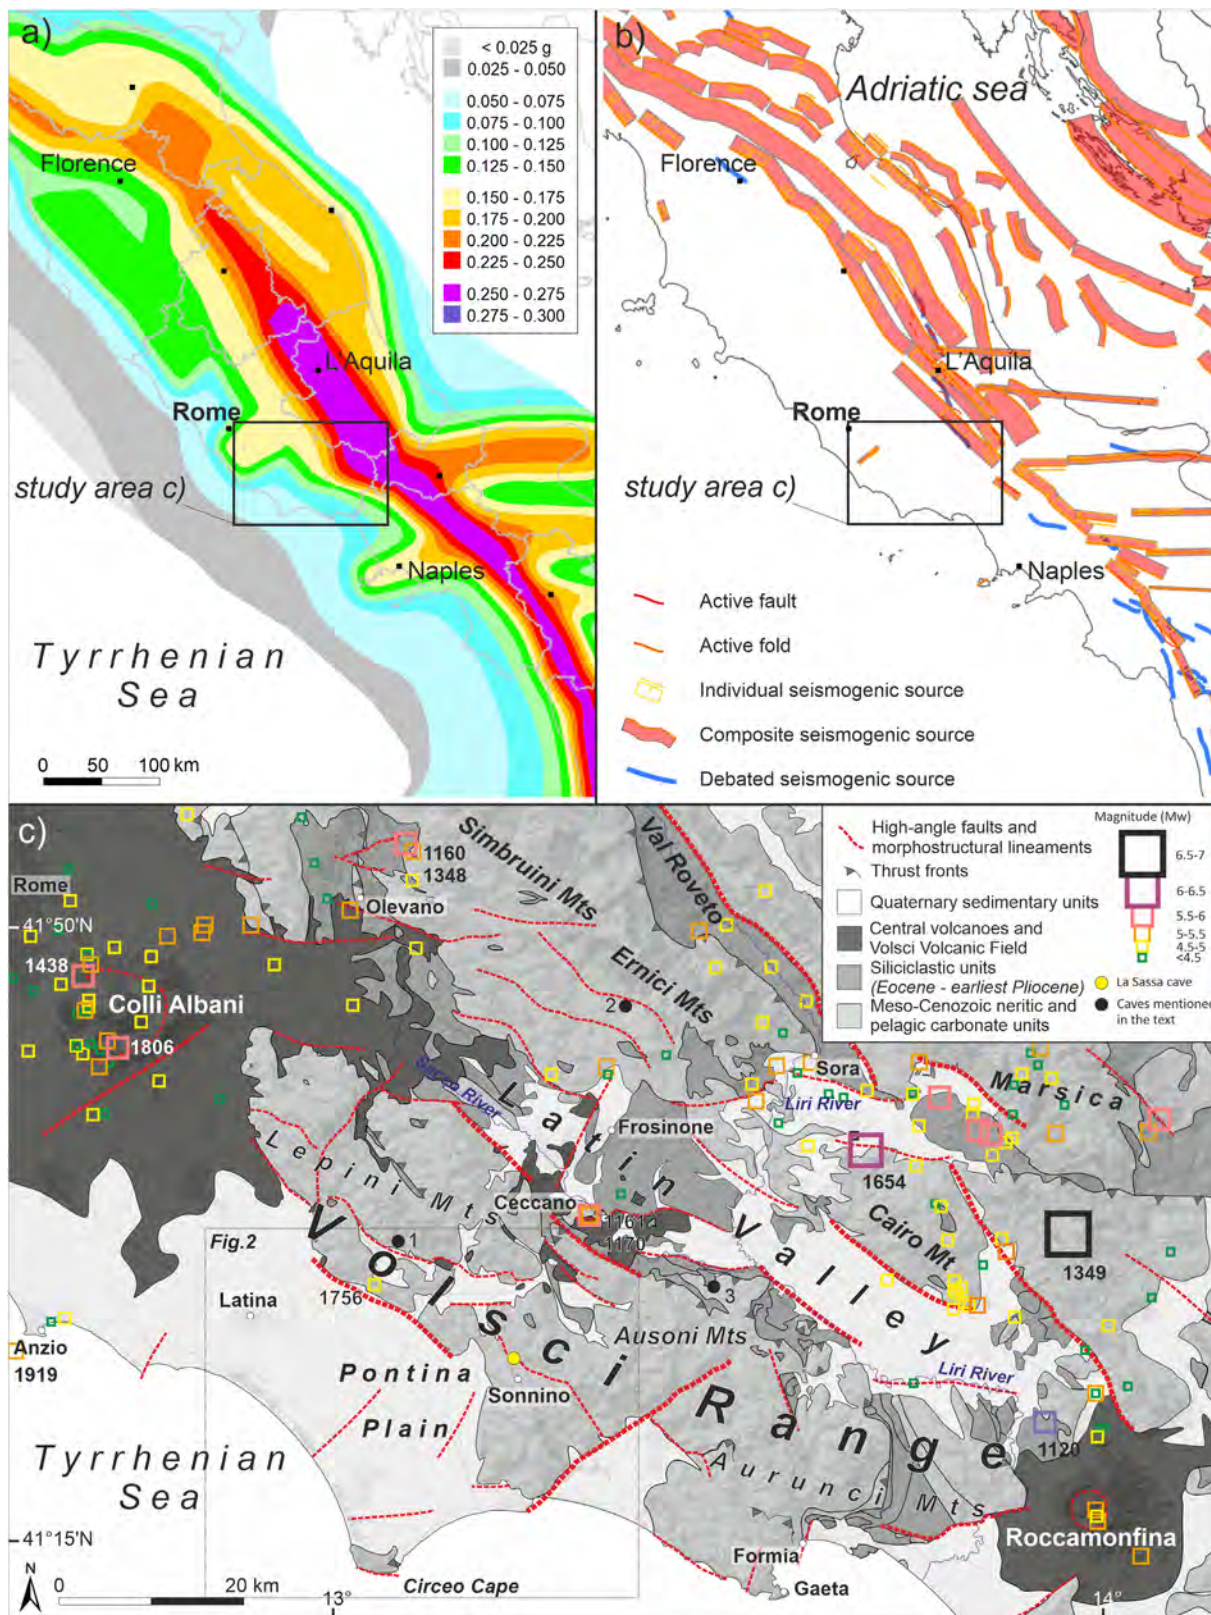 a)
< 0.025 g
0.025 - 0.050
0.050 - 0.075
0.075 - 0.100
0.100 - 0.125
0.125 - 0.150
0.150 - 0.175
0.175 - 0.200
0.200 - 0.225
0.225 - 0.250
0.250 - 0.275
0.275 - 0.300
Florence
L'Aquila
Rome
study area c)
Naples
Tyrrhenian
Sea
0 50 100 km
b)
Adriatic sea
Florence
L'Aquila
Rome
study area c)
Naples
Active fault
Active fold
Individual seismogenic source
Composite seismogenic source
Debated seismogenic source
c)
High-angle faults and
morphostructural lineaments
Thrust fronts
Quaternary sedimentary units
Central volcanoes and
Volsci Volcanic Field
Siliciclastic units
(Eocene - earliest Pliocene)
Meso-Cenozoic neritic and
pelagic carbonate units
Magnitude (Mw)
6.5-7
6-6.5
5.5-6
5-5.5
4.5-5
<4.5
La Sassa cave
Caves mentioned
in the text
Rome
41°50'N
1438
Colli Albani
1806
1160
1348
Olevano
Simbruini Mts
Val Roveto
Ernici Mts
2
Sora
Liri River
Marsica
Sacco River
Latin Valley
Frosinone
1654
Lepini Mts
Ceccano
1161
1170
Cairo Mt
1349
Fig.2
1
Volsci Range
1756
3
Latina
Ausoni Mts
Anzio
1919
Pontina
Plain
Sonnino
Liri River
1120
Aurunci Mts
Tyrrhenian
Sea
Roccamonfina
41°15'N
Formia
Gaeta
Circeo Cape
N
0 20 km
13°
14°